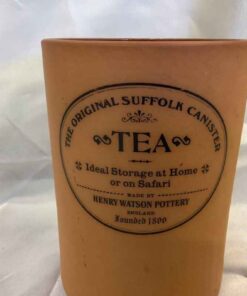 THE ORIGINAL SUFFOLK CANISTER
TEA
Ideal Storage at Home
or on Safari
MADE BY
HENRY WATSON POTTERY
ENGLAND
Founded 1800